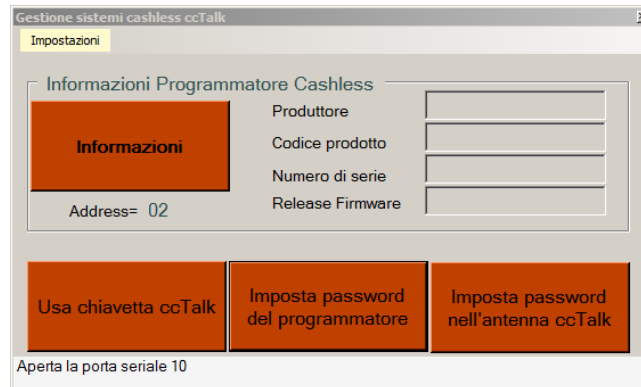 Gestione sistemi cashless ccTalk
Impostazioni
Informazioni Programmatore Cashless
Informazioni
Address= 02
Produttore
Codice prodotto
Numero di serie
Release Firmware
Usa chiavetta ccTalk
Imposta password
del programmatore
Imposta password
nell'antenna ccTalk
Aperta la porta seriale 10